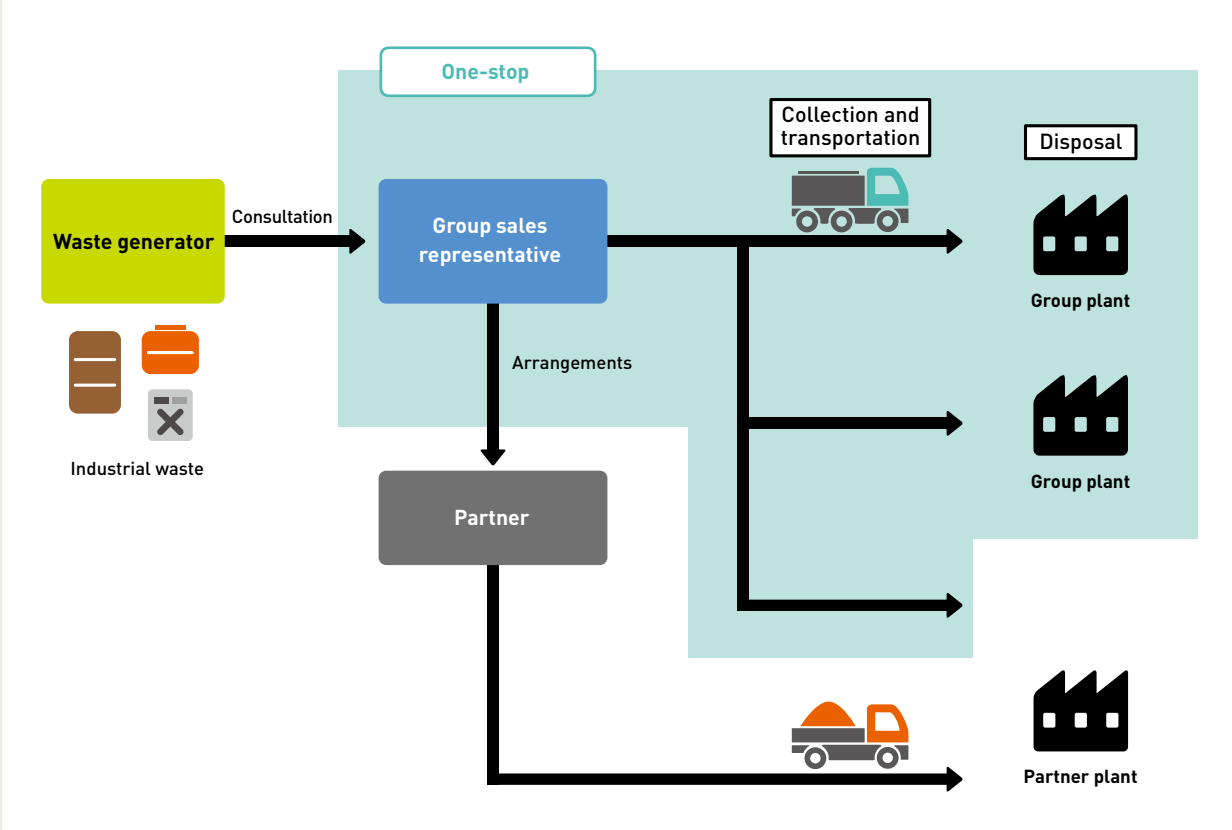 One-stop
Collection and
transportation
Disposal
Waste generator
Consultation
Group sales
representative
Group plant
Arrangements
Industrial waste
Group plant
Partner
Partner plant